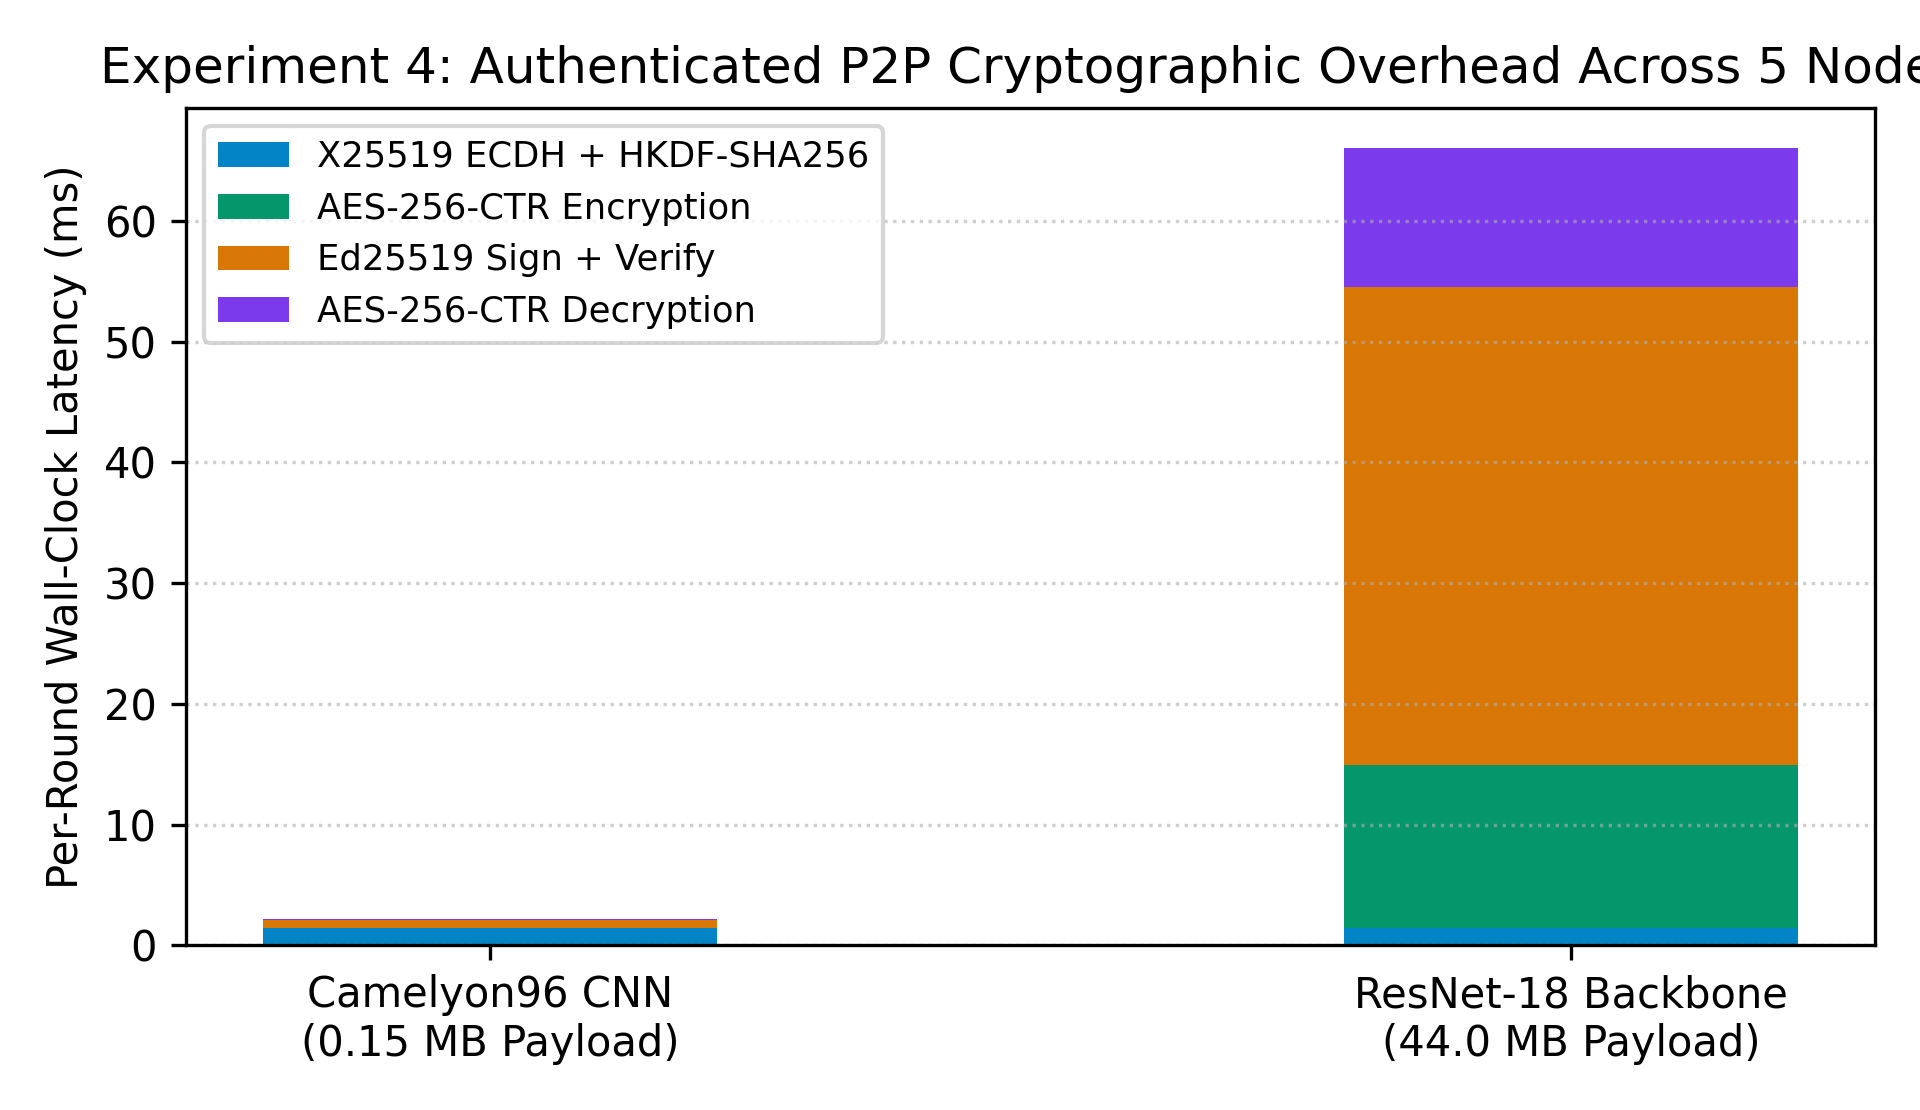 Experiment 4: Authenticated P2P Cryptographic Overhead Across 5 Node
X25519 ECDH + HKDF-SHA256
AES-256-CTR Encryption
Ed25519 Sign + Verify
AES-256-CTR Decryption
Per-Round Wall-Clock Latency (ms)
60
50
40
30
20
10
0
Camelyon96 CNN
(0.15 MB Payload)
ResNet-18 Backbone
(44.0 MB Payload)